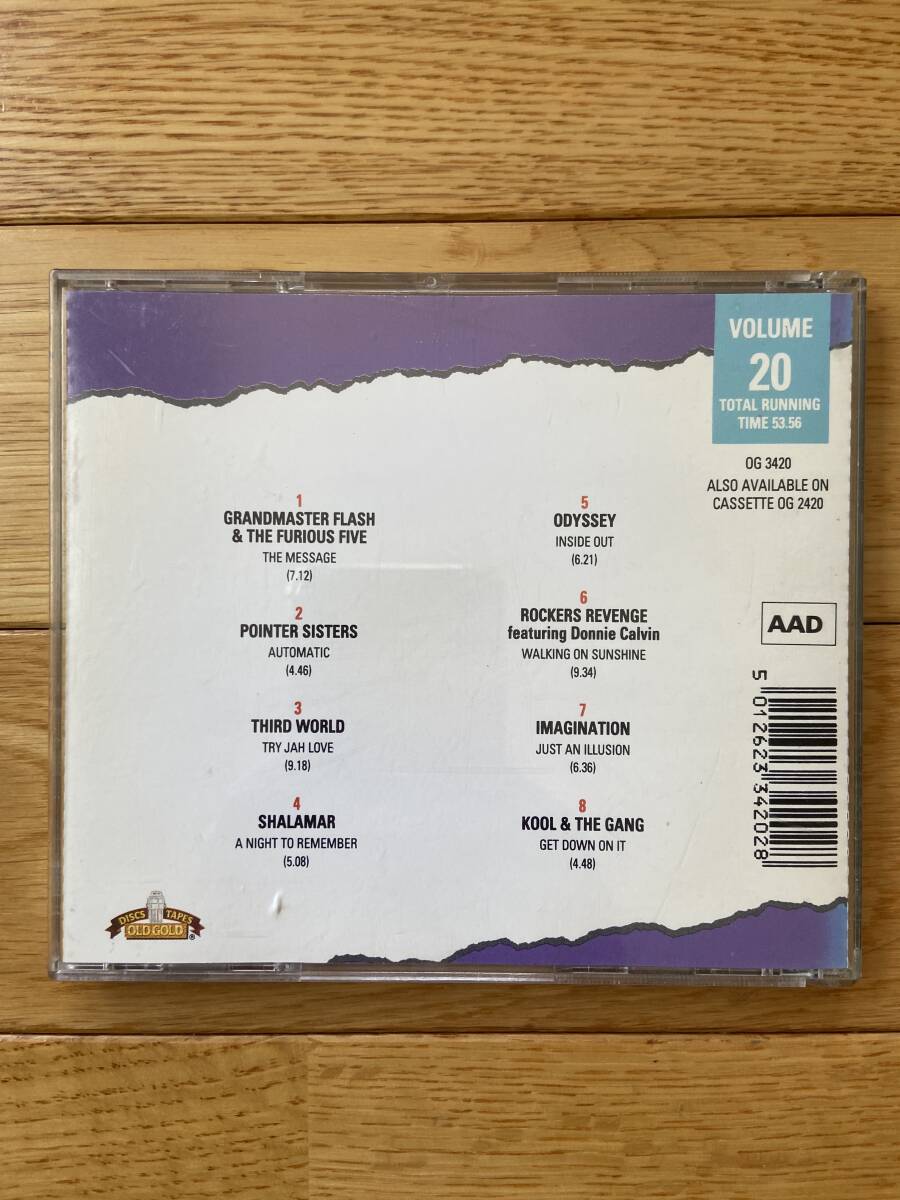 VOLUME
20
TOTAL RUNNING
TIME 53.56
OG 3420
ALSO AVAILABLE ON
CASSETTE OG 2420
1
GRANDMASTER FLASH
& THE FURIOUS FIVE
THE MESSAGE
(7.12)
2
POINTER SISTERS
AUTOMATIC
(4.46)
3
THIRD WORLD
TRY JAH LOVE
(9.18)
4
SHALAMAR
A NIGHT TO REMEMBER
(5.08)
5
ODYSSEY
INSIDE OUT
(6.21)
6
ROCKERS REVENGE
featuring Donnie Calvin
WALKING ON SUNSHINE
(9.34)
7
IMAGINATION
JUST AN ILLUSION
(6.36)
8
KOOL & THE GANG
GET DOWN ON IT
(4.48)
AAD
5 012623 342028
DISCS TAPES
OLD GOLD ®